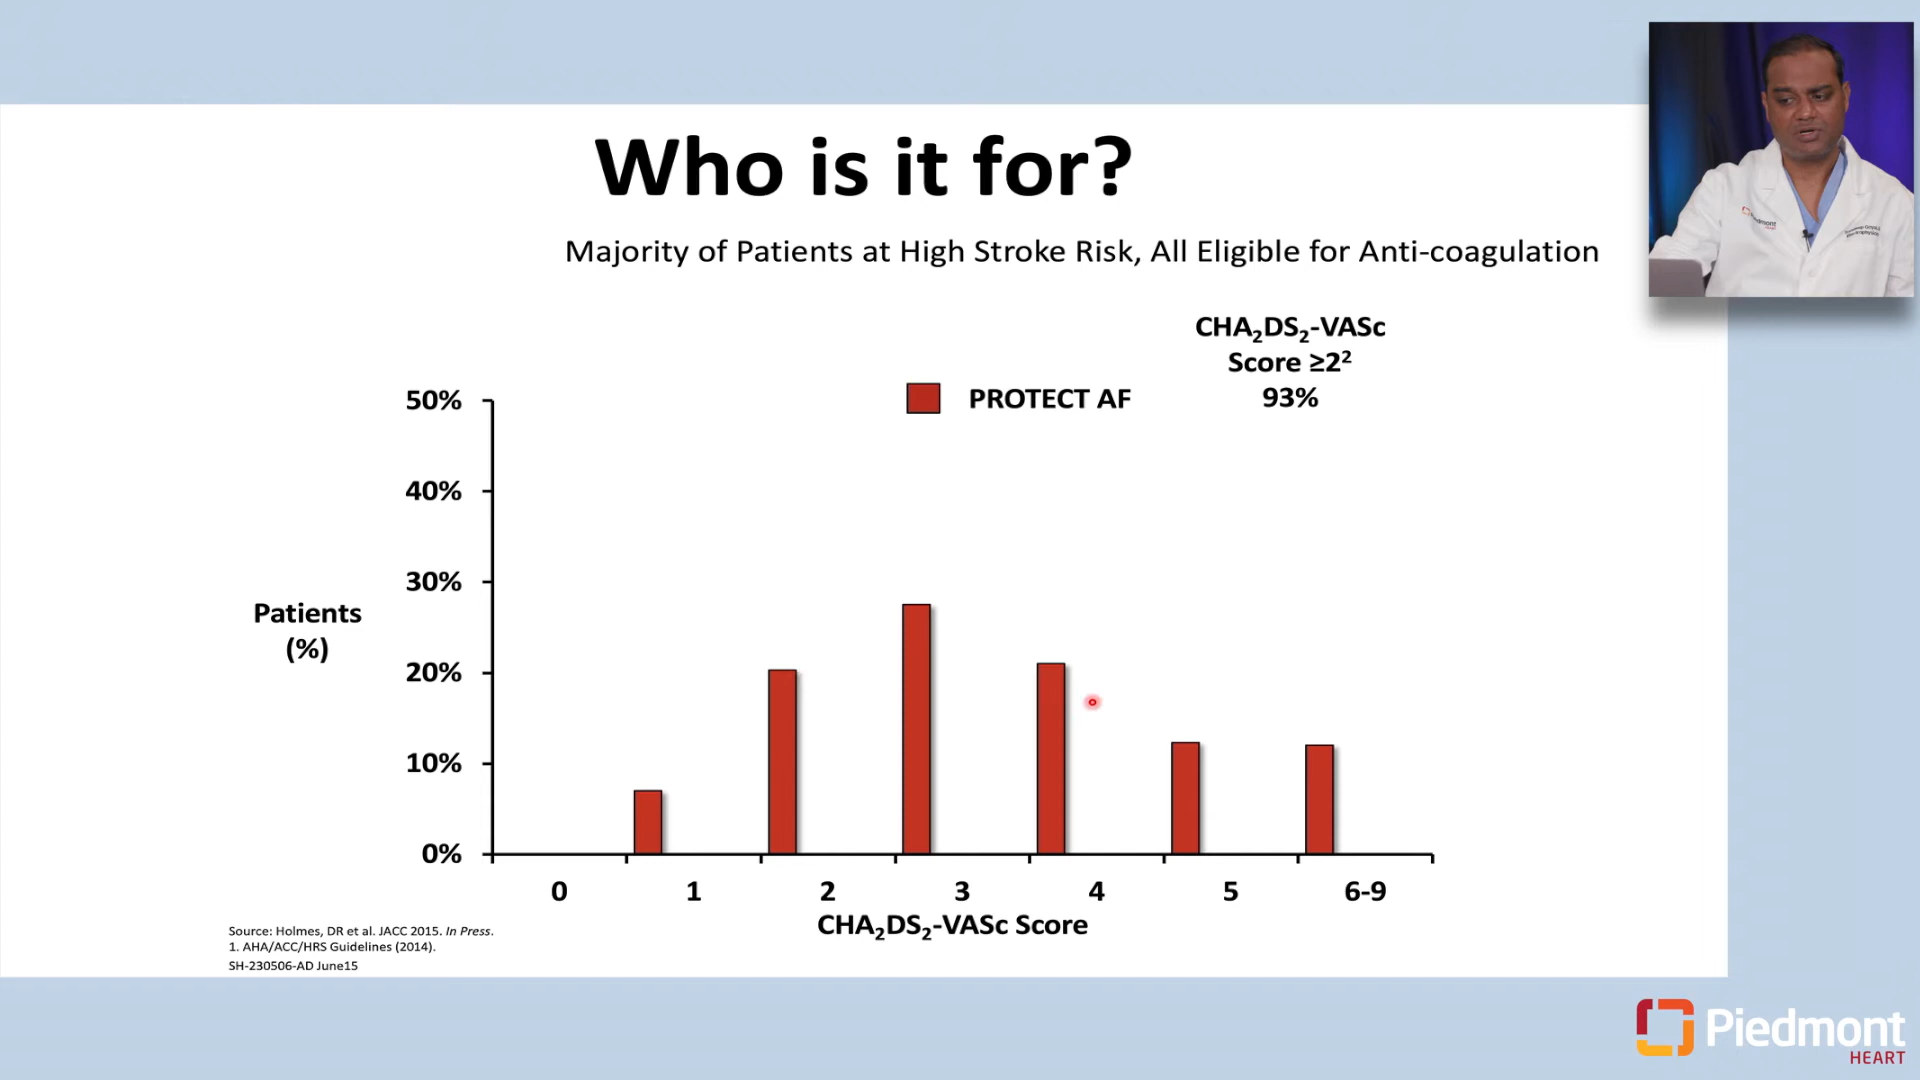 Who is it for?
Majority of Patients at High Stroke Risk, All Eligible for Anti-coagulation
CHA₂DS₂-VASc
Score ≥2²
93%
PROTECT AF
50%
40%
30%
20%
10%
0%
Patients
(%)
0 1 2 3 4 5 6-9
CHA₂DS₂-VASc Score
Source: Holmes, DR et al. JACC 2015. In Press.
1. AHA/ACC/HRS Guidelines (2014).
SH-230506-AD June15
Piedmont
HEART